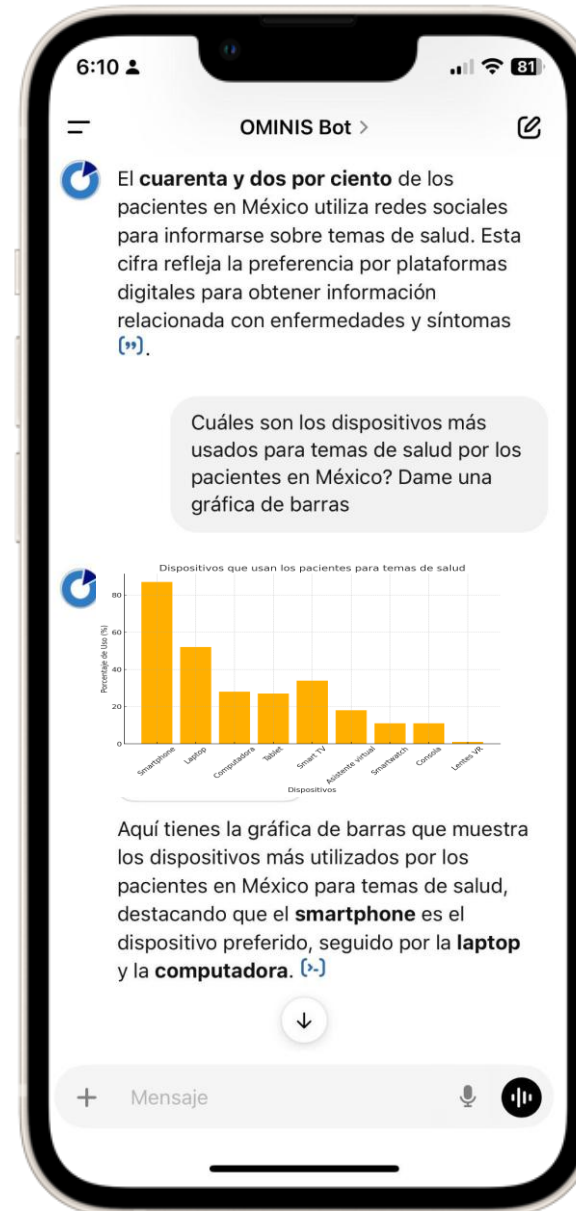 6:10
81
OMINIS Bot >
El cuarenta y dos por ciento de los
pacientes en México utiliza redes sociales
para informarse sobre temas de salud. Esta
cifra refleja la preferencia por plataformas
digitales para obtener información
relacionada con enfermedades y síntomas
.
Cuáles son los dispositivos más
usados para temas de salud por los
pacientes en México? Dame una
gráfica de barras
Dispositivos que usan los pacientes para temas de salud
Porcentaje de Uso (%)
80
60
40
20
0
Smartphone
Laptop
Computadora
Tablet
Smart TV
Asistente virtual
Smartwatch
Consola
Lentes VR
Dispositivos
Aquí tienes la gráfica de barras que muestra
los dispositivos más utilizados por los
pacientes en México para temas de salud,
destacando que el smartphone es el
dispositivo preferido, seguido por la laptop
y la computadora.
Mensaje